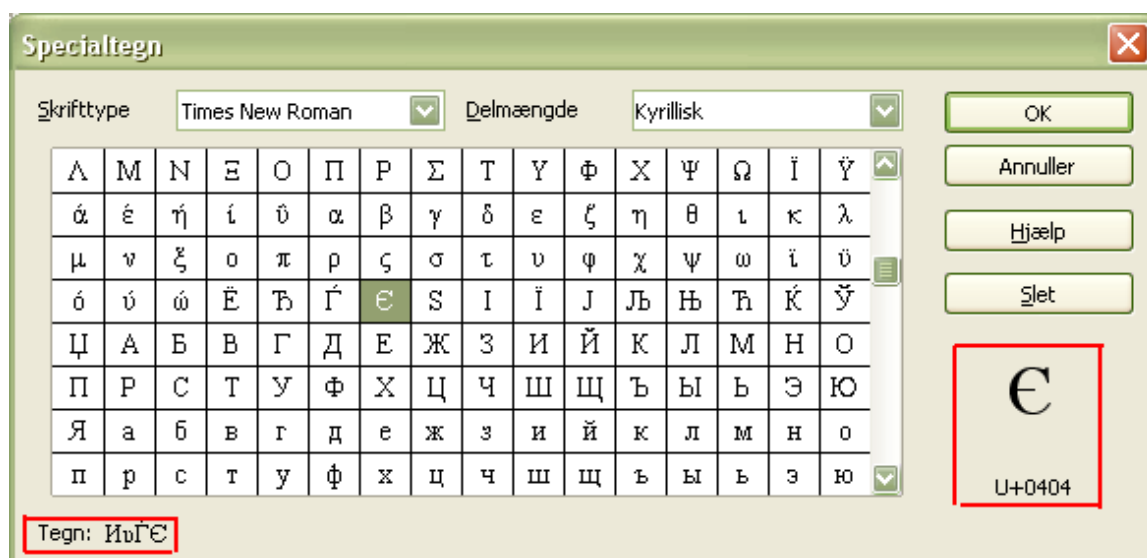 Specialtegn
Skrifttype Times New Roman Delmængde Kyrillisk OK
Λ Μ Ν Ξ Ο Π Ρ Σ Τ Υ Φ Χ Ψ Ω Ϊ Ϋ Annuller
ά έ ή ί ΰ α β γ δ ε ζ η θ ι κ λ Hjælp
μ ν ξ ο π ρ ς σ τ υ φ χ ψ ω ϊ ϋ
ό ύ ώ Ё Ђ Ѓ Є Ѕ І Ї Ј Љ Њ Ћ Ќ Ў Slet
Џ А Б В Г Д Е Ж З И Й К Л М Н О
П Р С Т У Ф Х Ц Ч Ш Щ Ъ Ы Ь Э Ю Є
Я а б в г д е ж з и й к л м н о
п р с т у ф х ц ч ш щ ъ ы ь э ю U+0404
Tegn: ИυЃЄ